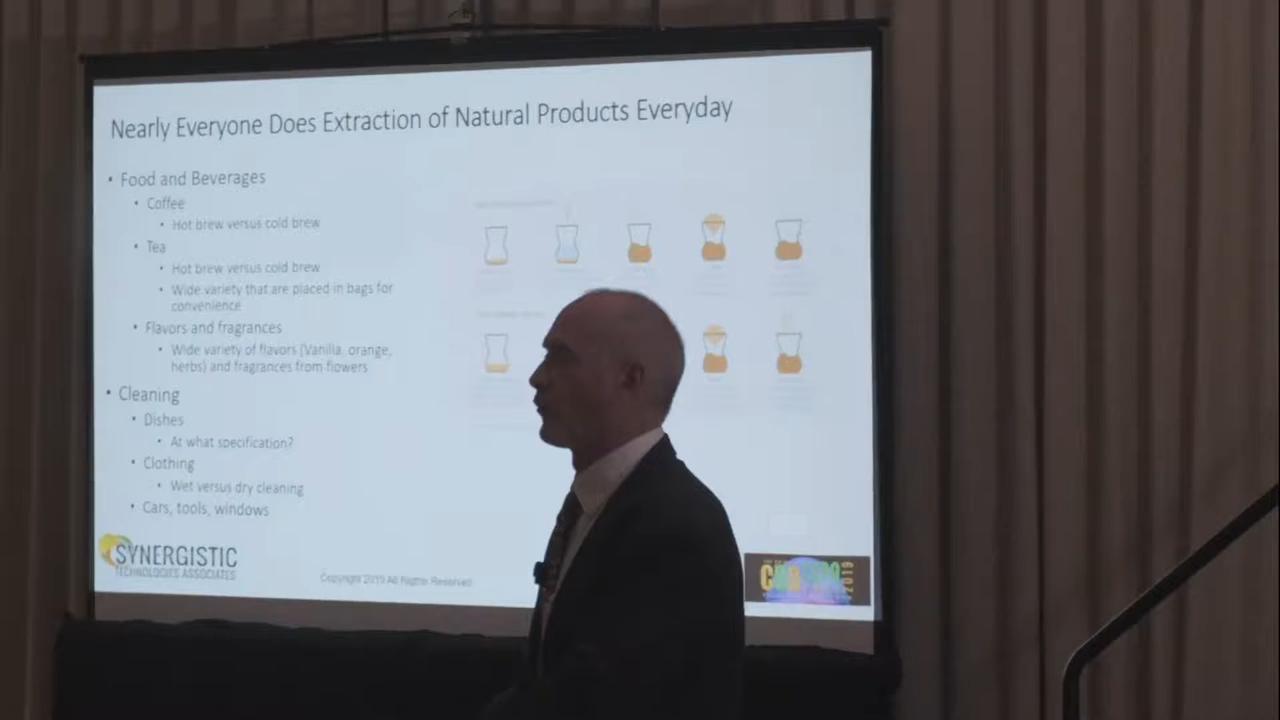 Nearly Everyone Does Extraction of Natural Products Everyday
• Food and Beverages
• Coffee
• Hot brew versus cold brew
• Tea
• Hot brew versus cold brew
• Wide variety that are placed in bags for
convenience
• Flavors and fragrances
• Wide variety of flavors (Vanilla, orange,
herbs) and fragrances from flowers
• Cleaning
• Dishes
• At what specification?
• Clothing
• Wet versus dry cleaning
• Cars, tools, windows
SYNERGISTIC
TECHNOLOGIES ASSOCIATES
Copyright 2019 All Rights Reserved
2019